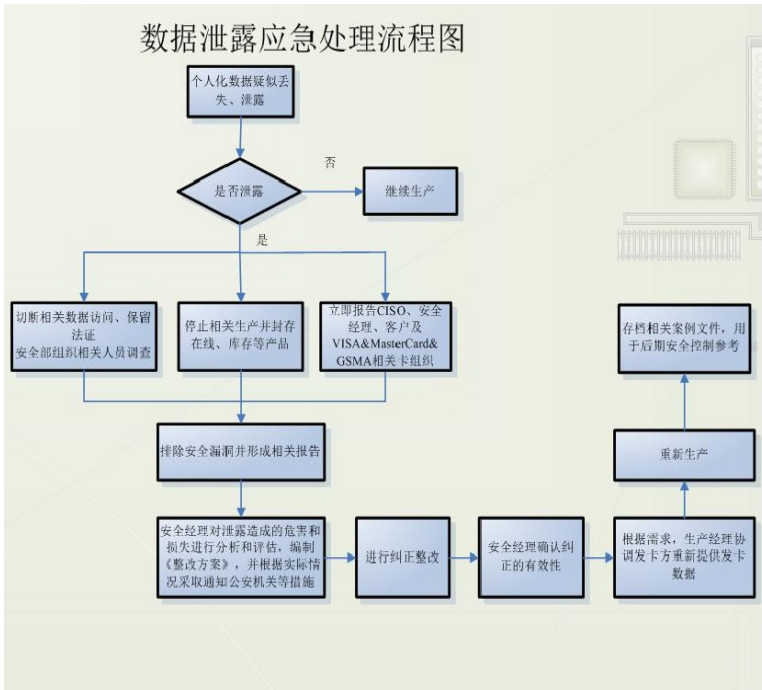 数据泄露应急处理流程图
个人化数据疑似丢
失、泄露
是否泄露
否
继续生产
是
切断相关数据访问、保留
法证
安全部组织相关人员调查
停止相关生产并封存
在线、库存等产品
立即报告CISO、安全
经理、客户及
VISA&MasterCard&
GSMA相关卡组织
排除安全漏洞并形成相关报告
安全经理对泄露造成的危害和
损失进行分析和评估，编制
《整改方案》，并根据实际情
况采取通知公安机关等措施
进行纠正整改
安全经理确认纠
正的有效性
根据需求，生产经理协
调发卡方重新提供发卡
数据
重新生产
存档相关案例文件，用
于后期安全控制参考